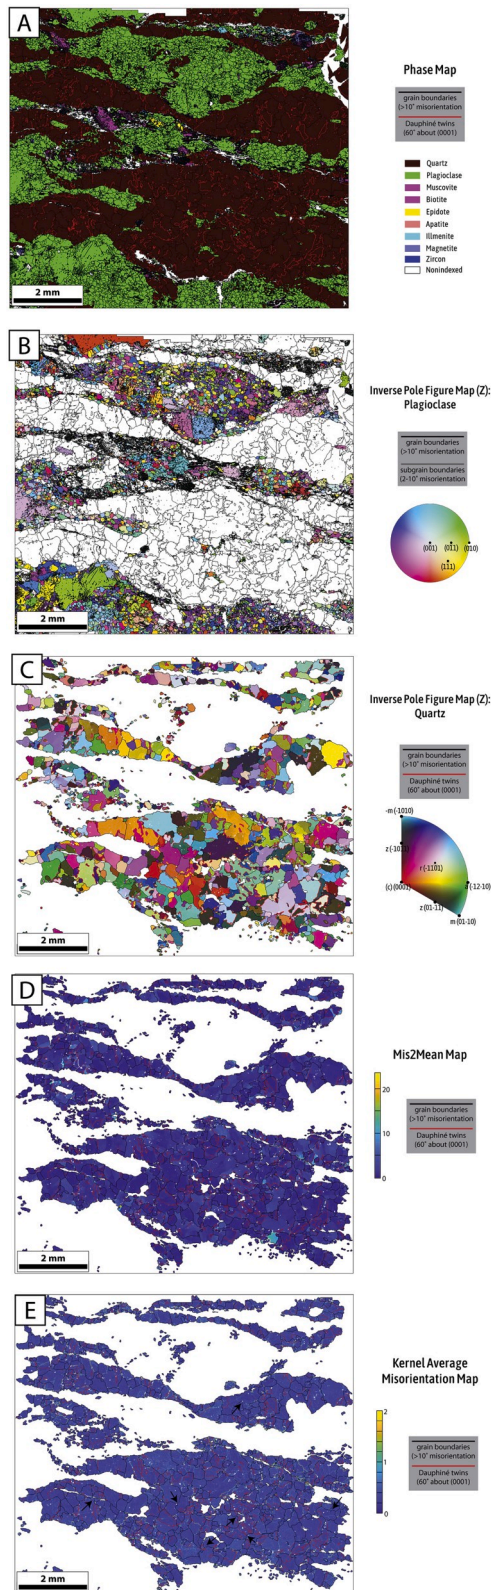 A
Phase Map
grain boundaries
(>10° misorientation)
Dauphiné twins
(60° about (0001)
Quartz
Plagioclase
Muscovite
Biotite
Epidote
Apatite
Illmenite
Magnetite
Zircon
Nonindexed
2 mm
B
Inverse Pole Figure Map (Z):
Plagioclase
grain boundaries
(>10° misorientation
subgrain boundaries
(2-10° misorientation)
(001) (011) (010)
(111)
2 mm
C
Inverse Pole Figure Map (Z):
Quartz
grain boundaries
(>10° misorientation)
Dauphiné twins
(60° about (0001)
-m (-1010)
z (-1011)
r (-1101)
(c) (0001)
(-12-10)
z (01-11)
m (01-10)
2 mm
D
Mis2Mean Map
20
10
0
grain boundaries
(>10° misorientation)
Dauphiné twins
(60° about (0001)
2 mm
E
Kernel Average
Misorientation Map
2
1
0
grain boundaries
(>10° misorientation)
Dauphiné twins
(60° about (0001)
2 mm